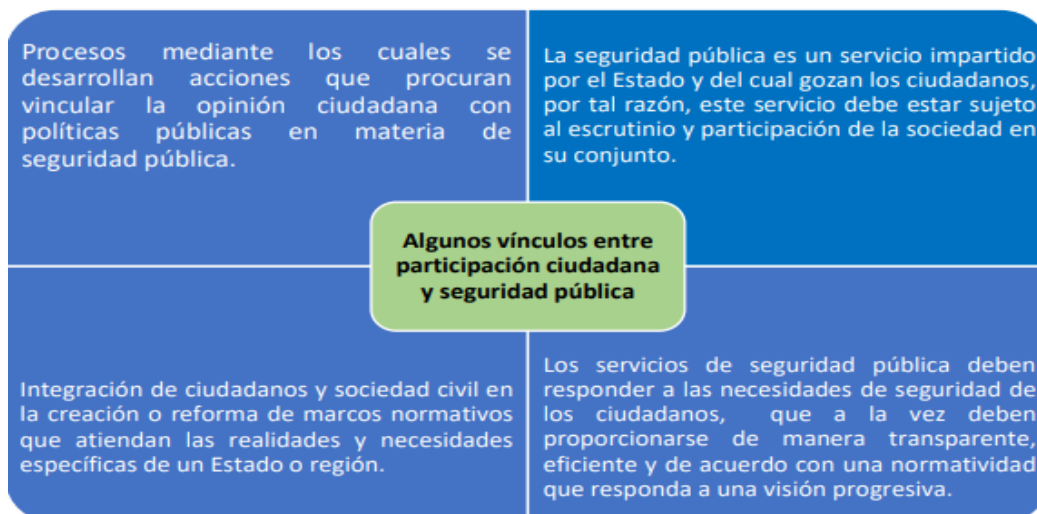 Procesos mediante los cuales se
desarrollan acciones que procuran
vincular la opinión ciudadana con
políticas públicas en materia de
seguridad pública.
La seguridad pública es un servicio impartido
por el Estado y del cual gozan los ciudadanos,
por tal razón, este servicio debe estar sujeto
al escrutinio y participación de la sociedad en
su conjunto.
Algunos vínculos entre
participación ciudadana
y seguridad pública
Integración de ciudadanos y sociedad civil en
la creación o reforma de marcos normativos
que atiendan las realidades y necesidades
específicas de un Estado o región.
Los servicios de seguridad pública deben
responder a las necesidades de seguridad de
los ciudadanos, que a la vez deben
proporcionarse de manera transparente,
eficiente y de acuerdo con una normatividad
que responda a una visión progresiva.